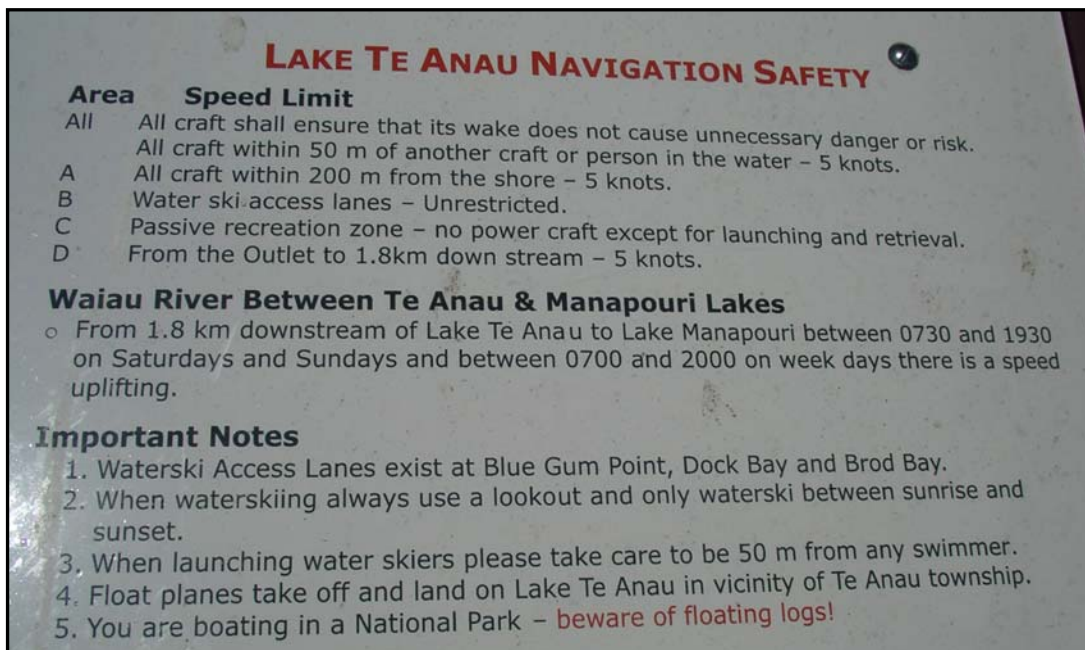 LAKE TE ANAU NAVIGATION SAFETY
Area Speed Limit
All All craft shall ensure that its wake does not cause unnecessary danger or risk.
All craft within 50 m of another craft or person in the water – 5 knots.
A All craft within 200 m from the shore – 5 knots.
B Water ski access lanes – Unrestricted.
C Passive recreation zone – no power craft except for launching and retrieval.
D From the Outlet to 1.8km down stream – 5 knots.
Waiau River Between Te Anau & Manapouri Lakes
○ From 1.8 km downstream of Lake Te Anau to Lake Manapouri between 0730 and 1930
on Saturdays and Sundays and between 0700 and 2000 on week days there is a speed
uplifting.
Important Notes
1. Waterski Access Lanes exist at Blue Gum Point, Dock Bay and Brod Bay.
2. When waterskiing always use a lookout and only waterski between sunrise and
sunset.
3. When launching water skiers please take care to be 50 m from any swimmer.
4. Float planes take off and land on Lake Te Anau in vicinity of Te Anau township.
5. You are boating in a National Park – beware of floating logs!